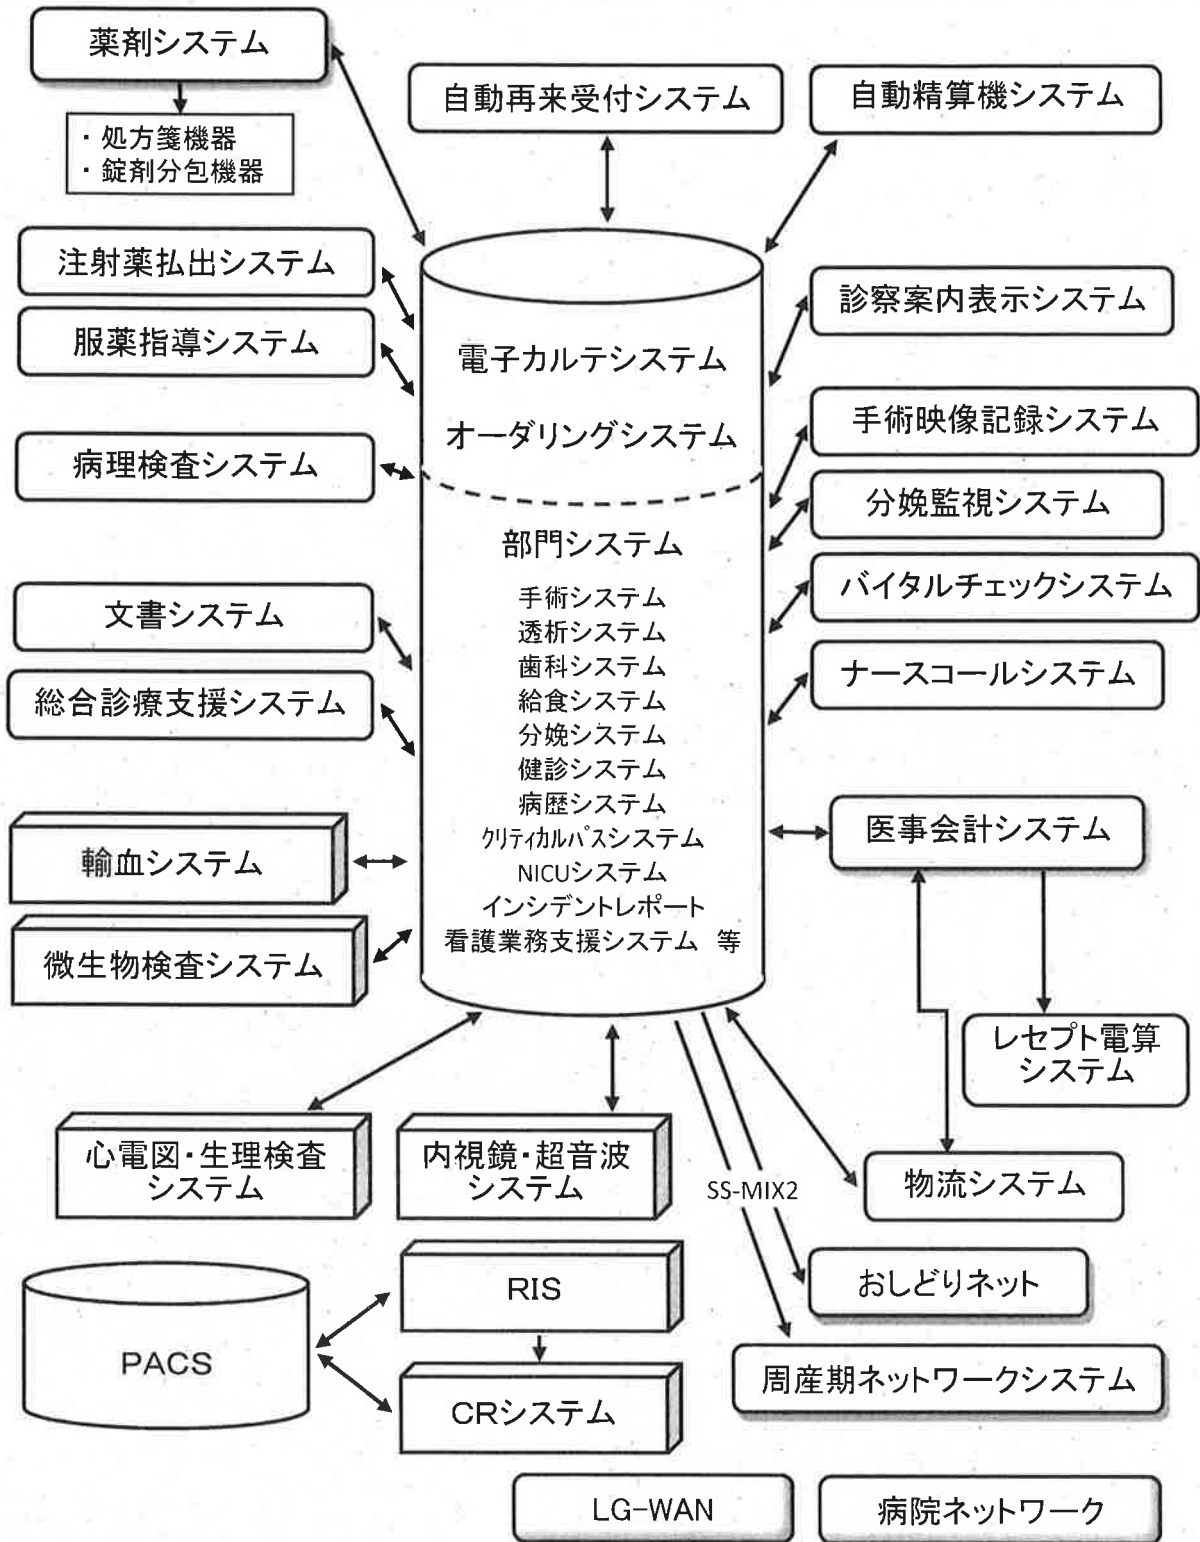 薬剤システム
・処方箋機器
・錠剤分包機器
自動再来受付システム
自動精算機システム
注射薬払出システム
服薬指導システム
病理検査システム
文書システム
総合診療支援システム
輸血システム
微生物検査システム
電子カルテシステム
オーダリングシステム
部門システム
手術システム
透析システム
歯科システム
給食システム
分娩システム
健診システム
病歴システム
クリティカルパスシステム
NICUシステム
インシデントレポート
看護業務支援システム 等
診察案内表示システム
手術映像記録システム
分娩監視システム
バイタルチェックシステム
ナースコールシステム
医事会計システム
レセプト電算
システム
物流システム
心電図・生理検査
システム
内視鏡・超音波
システム
SS-MIX2
おしどりネット
周産期ネットワークシステム
PACS
RIS
CRシステム
LG-WAN
病院ネットワーク